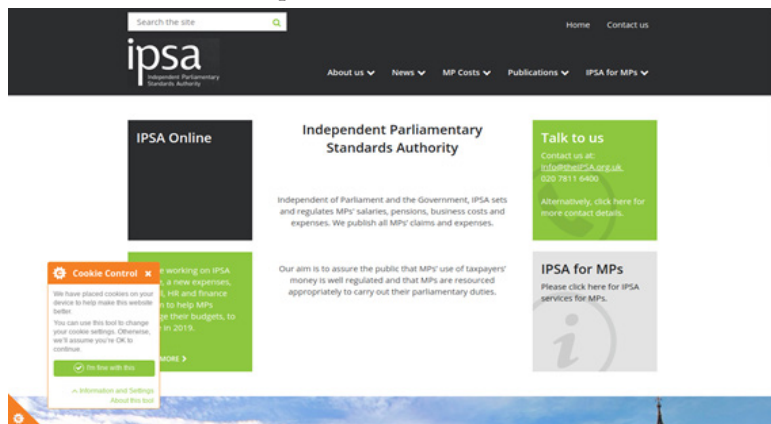 Search the site
Home Contact us
ipsa
Independent Parliamentary
Standards Authority
About us News MP Costs Publications IPSA for MPs
IPSA Online
Independent Parliamentary
Standards Authority
Independent of Parliament and the Government, IPSA sets
and regulates MPs' salaries, pensions, business costs and
expenses. We publish all MPs' claims and expenses.
Our aim is to assure the public that MPs' use of taxpayers'
money is well regulated and that MPs are resourced
appropriately to carry out their parliamentary duties.
Talk to us
Contact us at:
info@theIPSA.org.uk
020 7811 6400
Alternatively, click here for
more contact details.
working on IPSA
a new expenses,
HR and finance
to help MPs
their budgets, to
in 2019.
MORE
IPSA for MPs
Please click here for IPSA
services for MPs.
Cookie Control
We have placed cookies on your
device to help make this website
better.
You can use this tool to change
your cookie settings. Otherwise,
we'll assume you're OK to
continue.
I'm fine with this
Information and Settings
About this tool